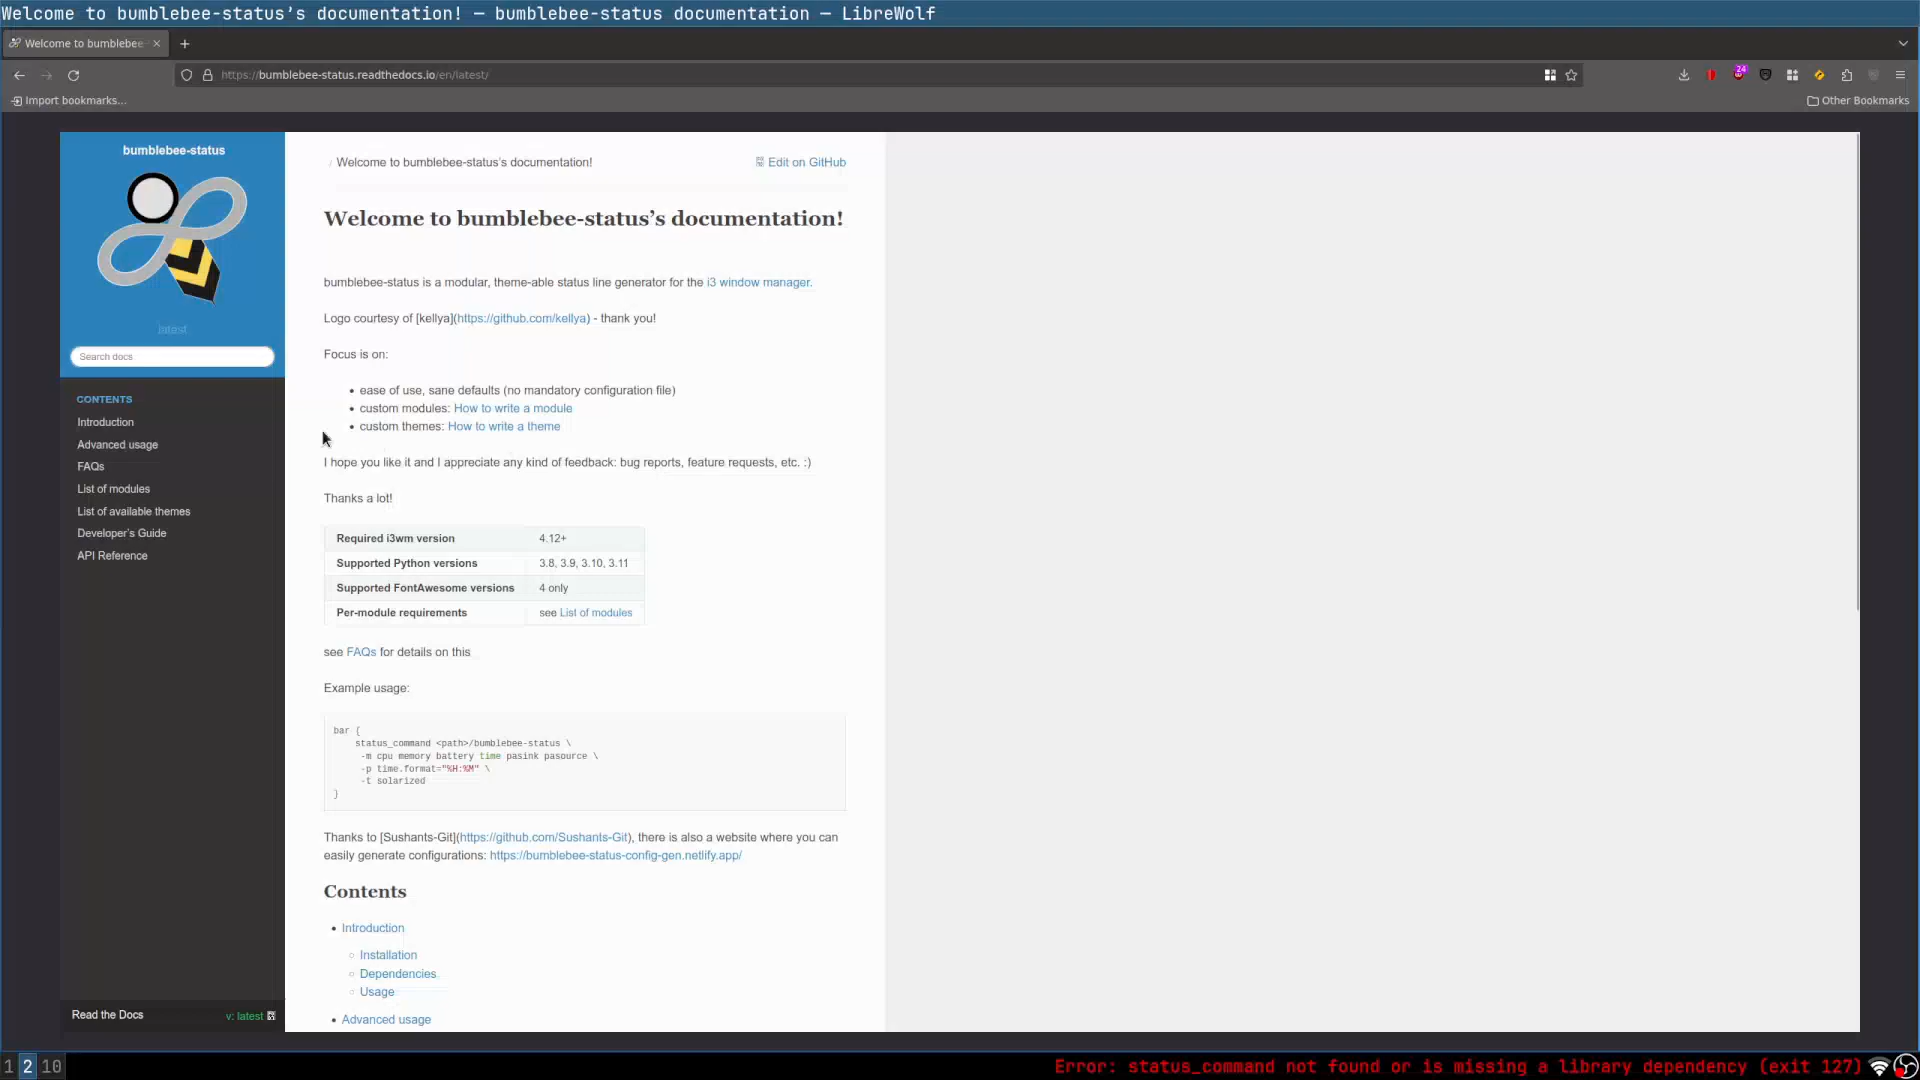 Welcome to bumblebee-status’s documentation! — bumblebee-status documentation — LibreWolf
Welcome to bumblebee
https://bumblebee-status.readthedocs.io/en/latest/
24
Import bookmarks...
Other Bookmarks
bumblebee-status
latest
Search docs
CONTENTS
Introduction
Advanced usage
FAQs
List of modules
List of available themes
Developer’s Guide
API Reference
Read the Docs
v: latest
/ Welcome to bumblebee-status’s documentation!
Edit on GitHub
Welcome to bumblebee-status’s documentation!
bumblebee-status is a modular, theme-able status line generator for the i3 window manager.
Logo courtesy of [kellya](https://github.com/kellya) - thank you!
Focus is on:
• ease of use, sane defaults (no mandatory configuration file)
• custom modules: How to write a module
• custom themes: How to write a theme
I hope you like it and I appreciate any kind of feedback: bug reports, feature requests, etc. :)
Thanks a lot!
Required i3wm version 4.12+
Supported Python versions 3.8, 3.9, 3.10, 3.11
Supported FontAwesome versions 4 only
Per-module requirements see List of modules
see FAQs for details on this
Example usage:
bar {
status_command <path>/bumblebee-status \
-m cpu memory battery time pasink pasource \
-p time.format="%H:%M" \
-t solarized
}
Thanks to [Sushants-Git](https://github.com/Sushants-Git), there is also a website where you can
easily generate configurations: https://bumblebee-status-config-gen.netlify.app/
Contents
• Introduction
◦ Installation
◦ Dependencies
◦ Usage
• Advanced usage
1 2 10
Error: status_command not found or is missing a library dependency (exit 127)